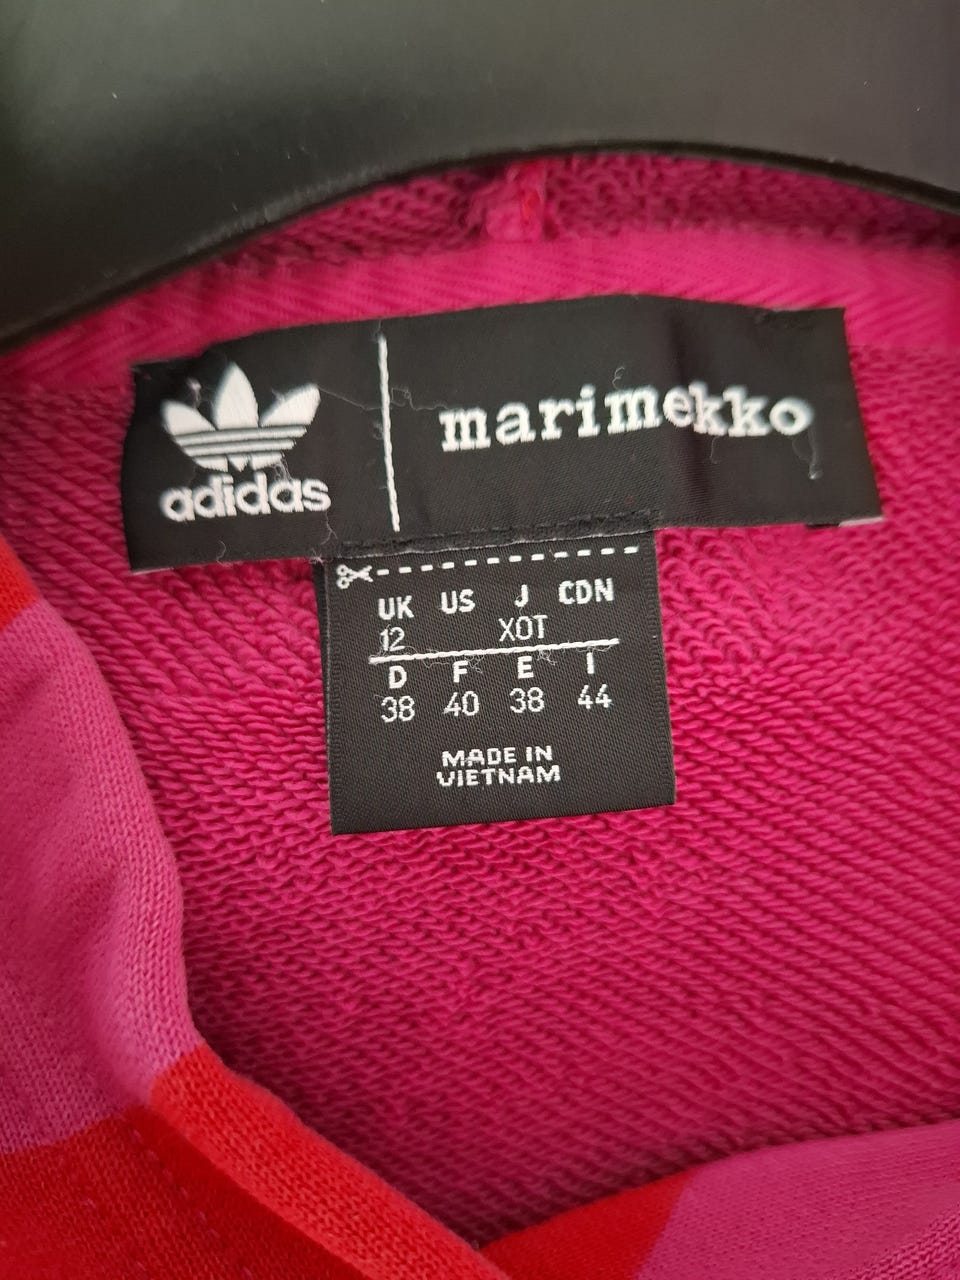 adidas
marimekko
UK US J CDN
12 XOT
D F E I
38 40 38 44
MADE IN
VIETNAM